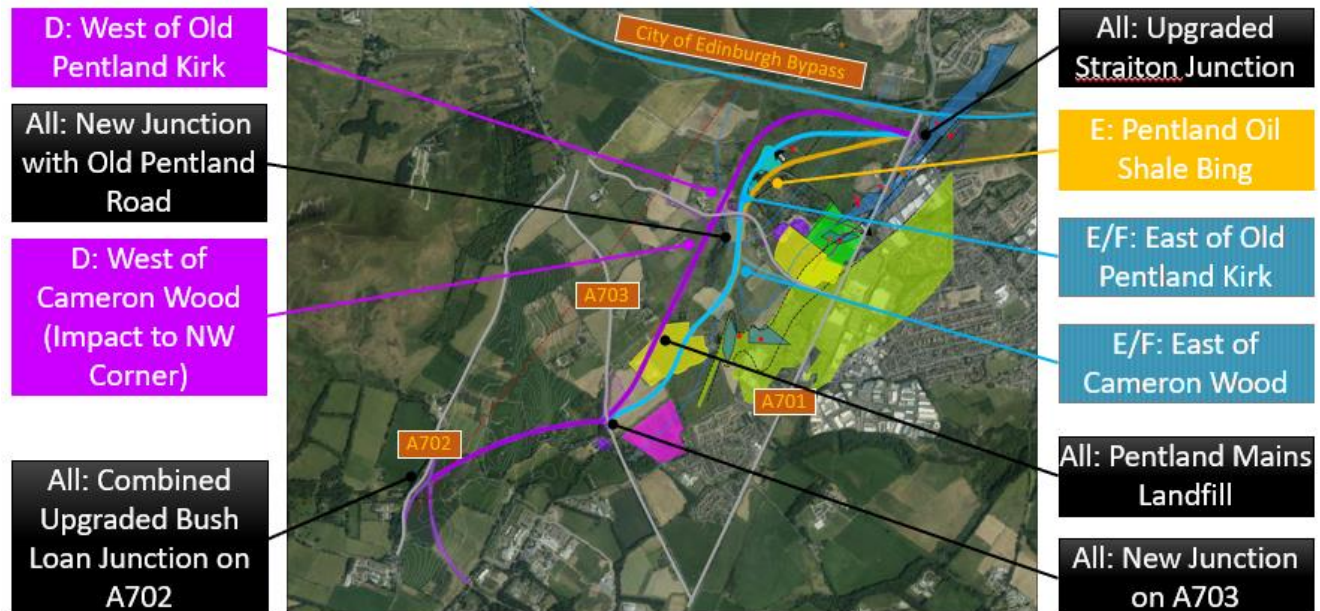 D: West of Old
Pentland Kirk
All: New Junction
with Old Pentland
Road
D: West of
Cameron Wood
(Impact to NW
Corner)
All: Combined
Upgraded Bush
Loan Junction on
A702
City of Edinburgh Bypass
A703
A701
A702
All: Upgraded
Straiton Junction
E: Pentland Oil
Shale Bing
E/F: East of Old
Pentland Kirk
E/F: East of
Cameron Wood
All: Pentland Mains
Landfill
All: New Junction
on A703